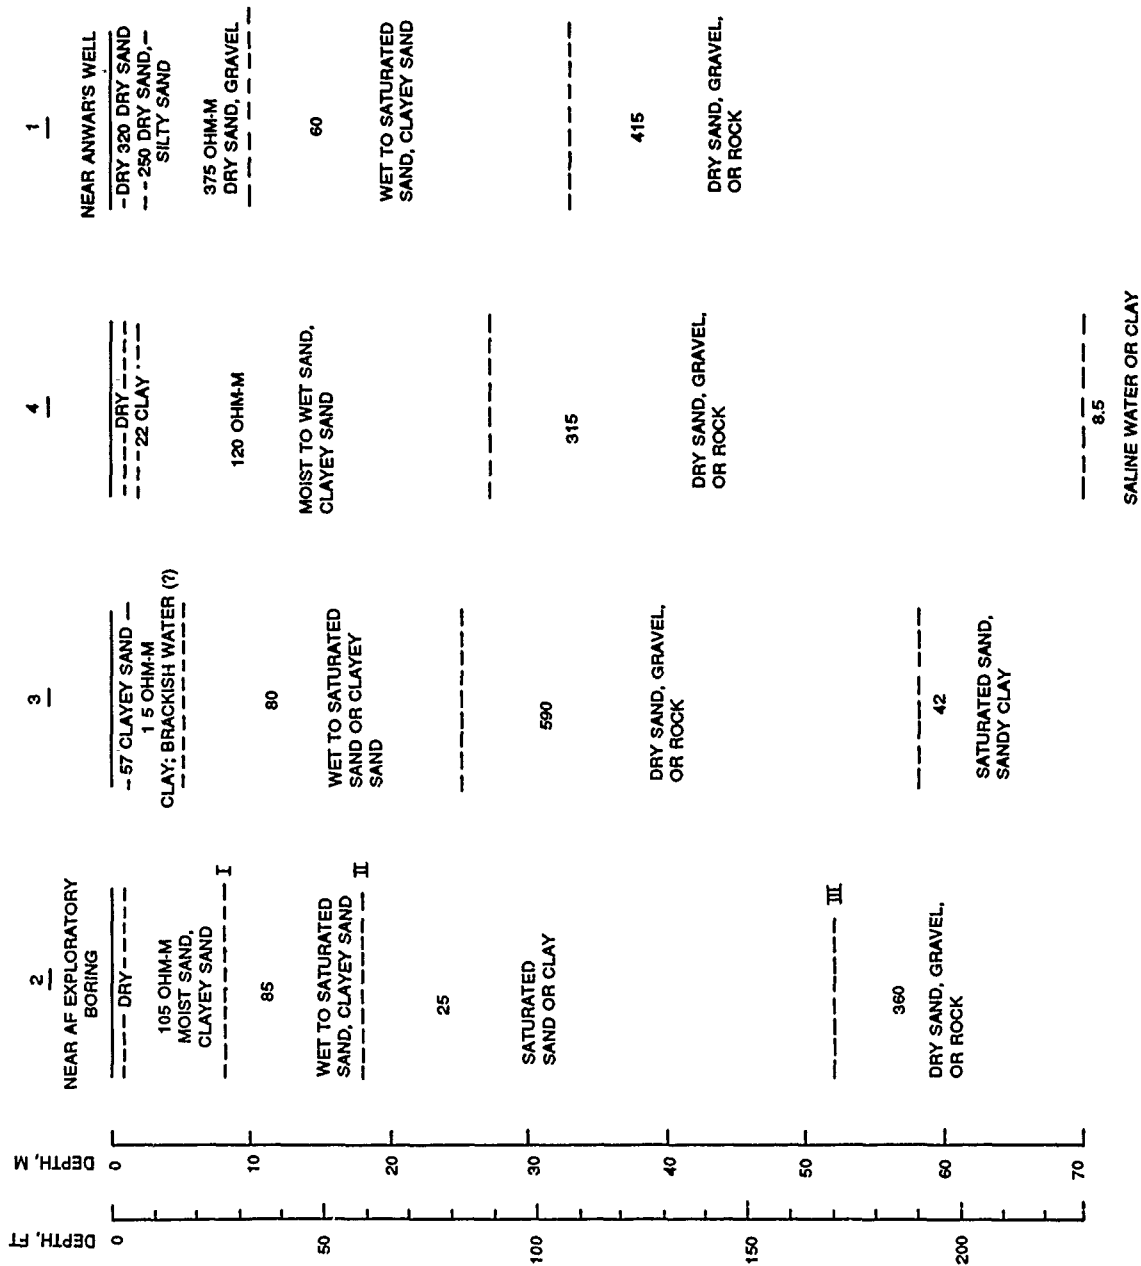 DEPTH, FT
0
50
100
150
200
DEPTH, M
0
10
20
30
40
50
60
70
2
NEAR AF EXPLORATORY
BORING
DRY
105 OHM-M
MOIST SAND,
CLAYEY SAND
I
85
WET TO SATURATED
SAND, CLAYEY SAND
II
25
SATURATED
SAND OR CLAY
III
360
DRY SAND, GRAVEL,
OR ROCK
3
57 CLAYEY SAND
1 5 OHM-M
CLAY; BRACKISH WATER (?)
80
WET TO SATURATED
SAND OR CLAYEY
SAND
590
DRY SAND, GRAVEL,
OR ROCK
42
SATURATED SAND,
SANDY CLAY
4
DRY
22 CLAY
120 OHM-M
MOIST TO WET SAND,
CLAYEY SAND
315
DRY SAND, GRAVEL,
OR ROCK
8.5
SALINE WATER OR CLAY
1
NEAR ANWAR'S WELL
DRY 320 DRY SAND
250 DRY SAND,
SILTY SAND
375 OHM-M
DRY SAND, GRAVEL
60
WET TO SATURATED
SAND, CLAYEY SAND
415
DRY SAND, GRAVEL,
OR ROCK